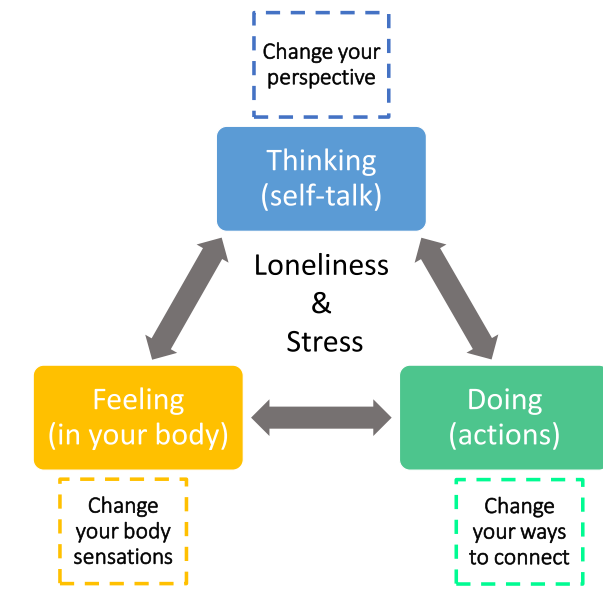 Change your
perspective
Thinking
(self-talk)
Loneliness
&
Stress
Feeling
(in your body)
Doing
(actions)
Change
your body
sensations
Change
your ways
to connect